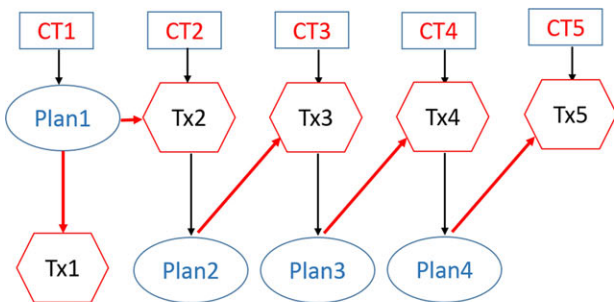 CT1 CT2 CT3 CT4 CT5
Plan1 Tx2 Tx3 Tx4 Tx5
Tx1 Plan2 Plan3 Plan4